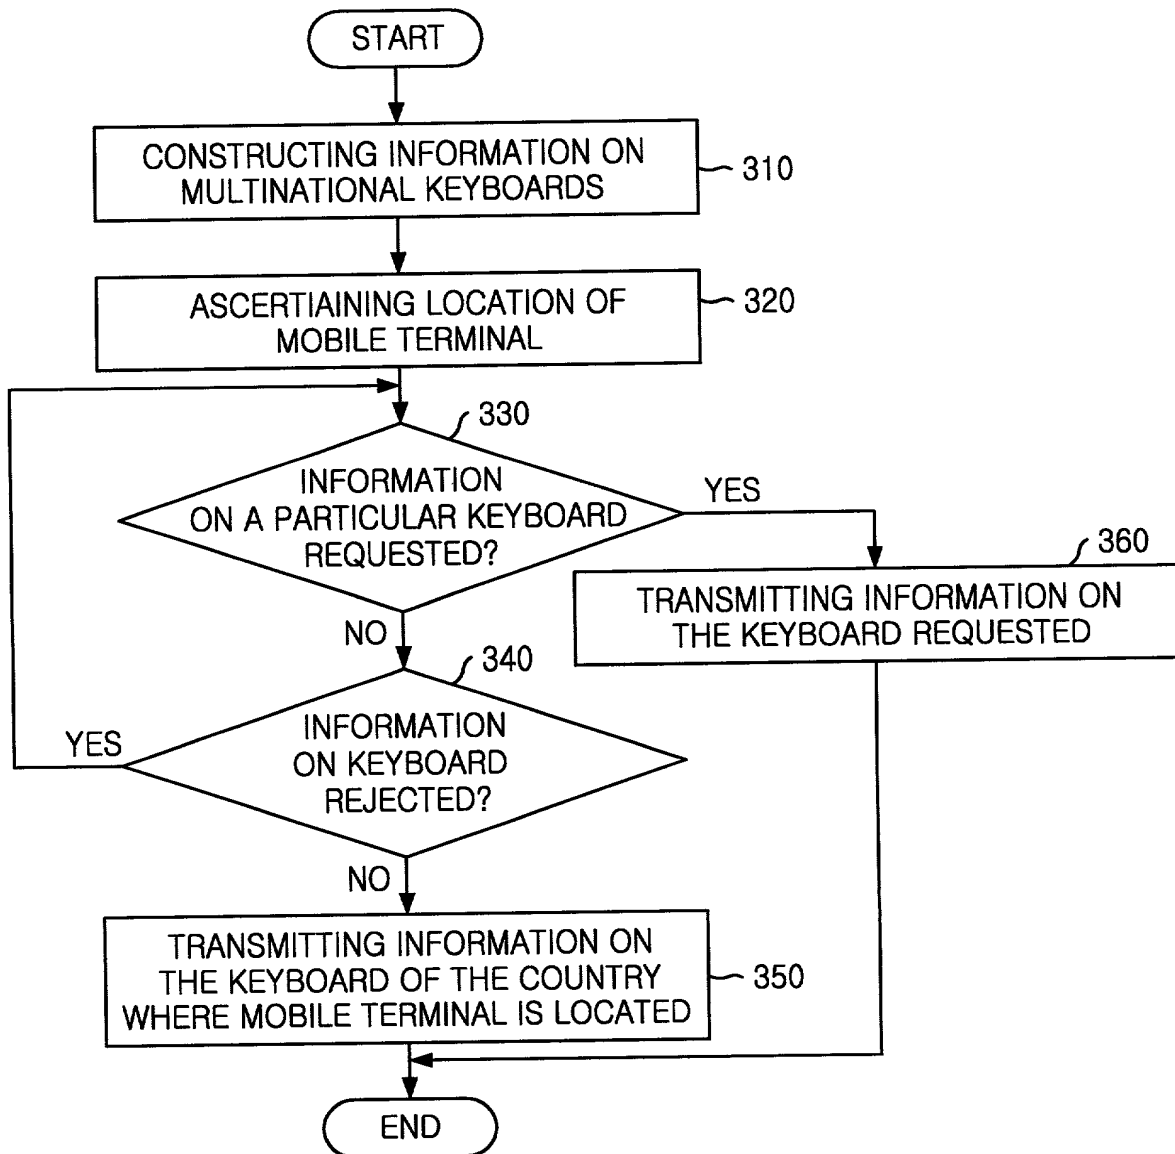 START
CONSTRUCTING INFORMATION ON
MULTINATIONAL KEYBOARDS
310
ASCERTIAINING LOCATION OF
MOBILE TERMINAL
320
330
INFORMATION
ON A PARTICULAR KEYBOARD
REQUESTED?
YES
360
TRANSMITTING INFORMATION ON
THE KEYBOARD REQUESTED
NO
340
INFORMATION
ON KEYBOARD
REJECTED?
YES
NO
TRANSMITTING INFORMATION ON
THE KEYBOARD OF THE COUNTRY
WHERE MOBILE TERMINAL IS LOCATED
350
END